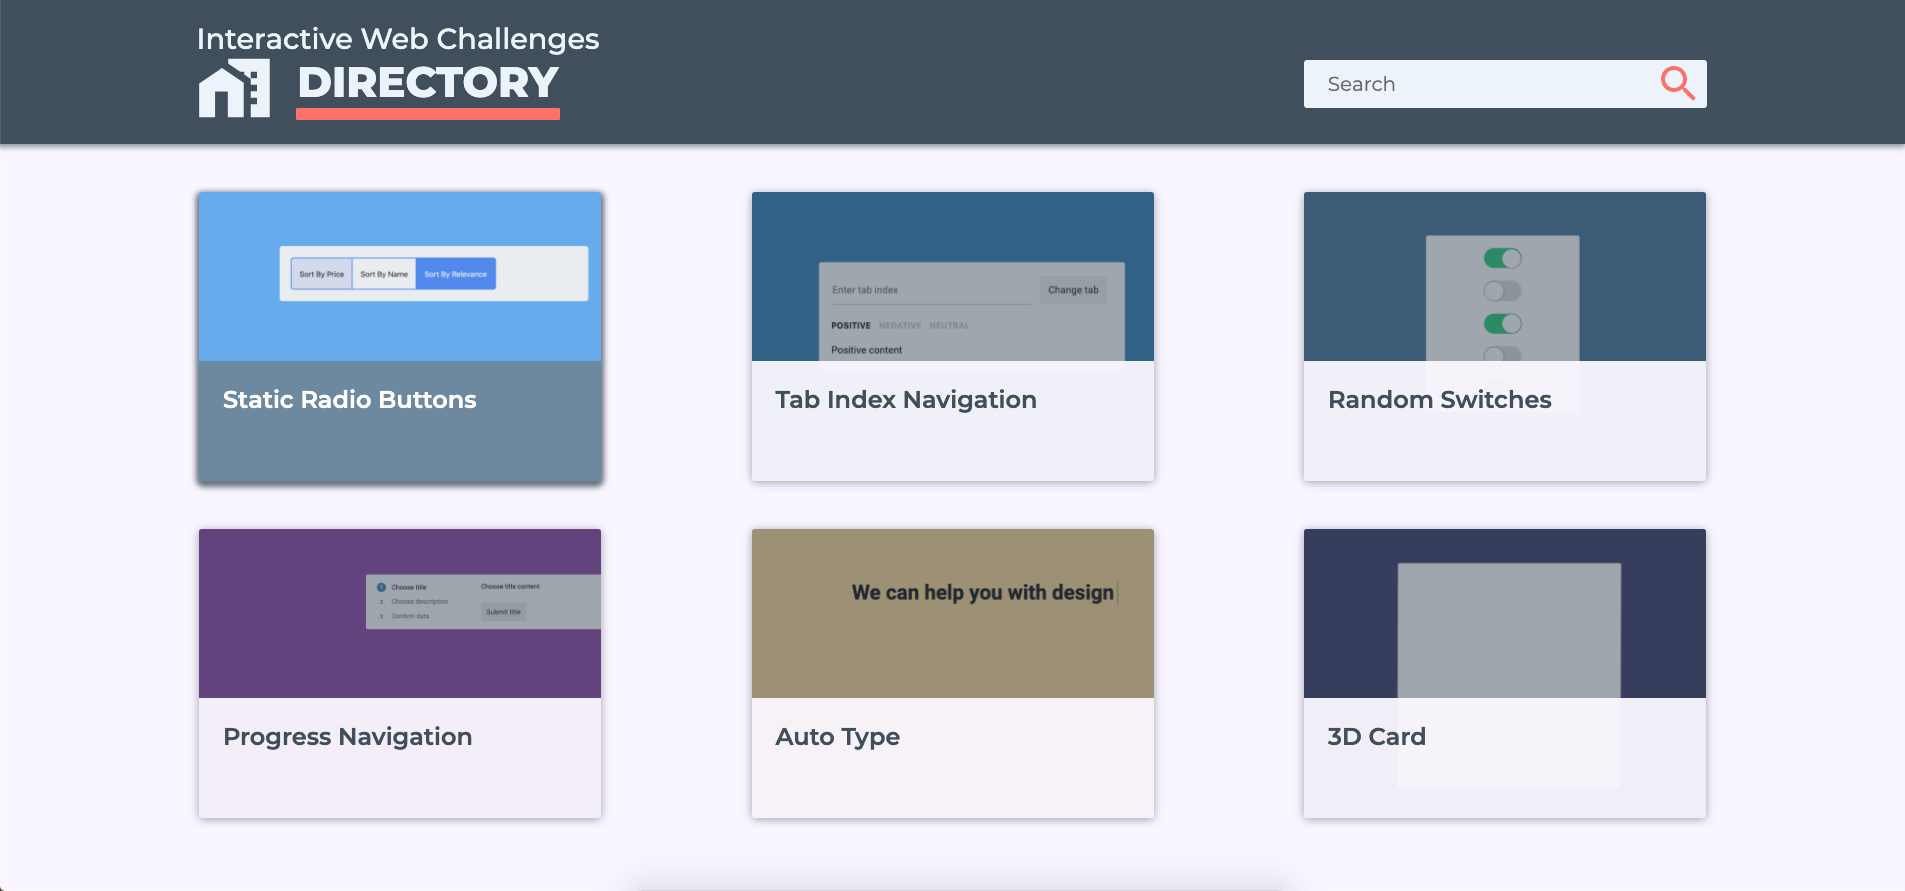 Interactive Web Challenges
DIRECTORY
Search
Sort By Price Sort By Name Sort By Relevance
Static Radio Buttons
Enter tab index Change tab
POSITIVE NEGATIVE NEUTRAL
Positive content
Tab Index Navigation
Random Switches
1 Choose title Choose title content
2 Choose description
Submit title
3 Confirm data
Progress Navigation
We can help you with design
Auto Type
3D Card